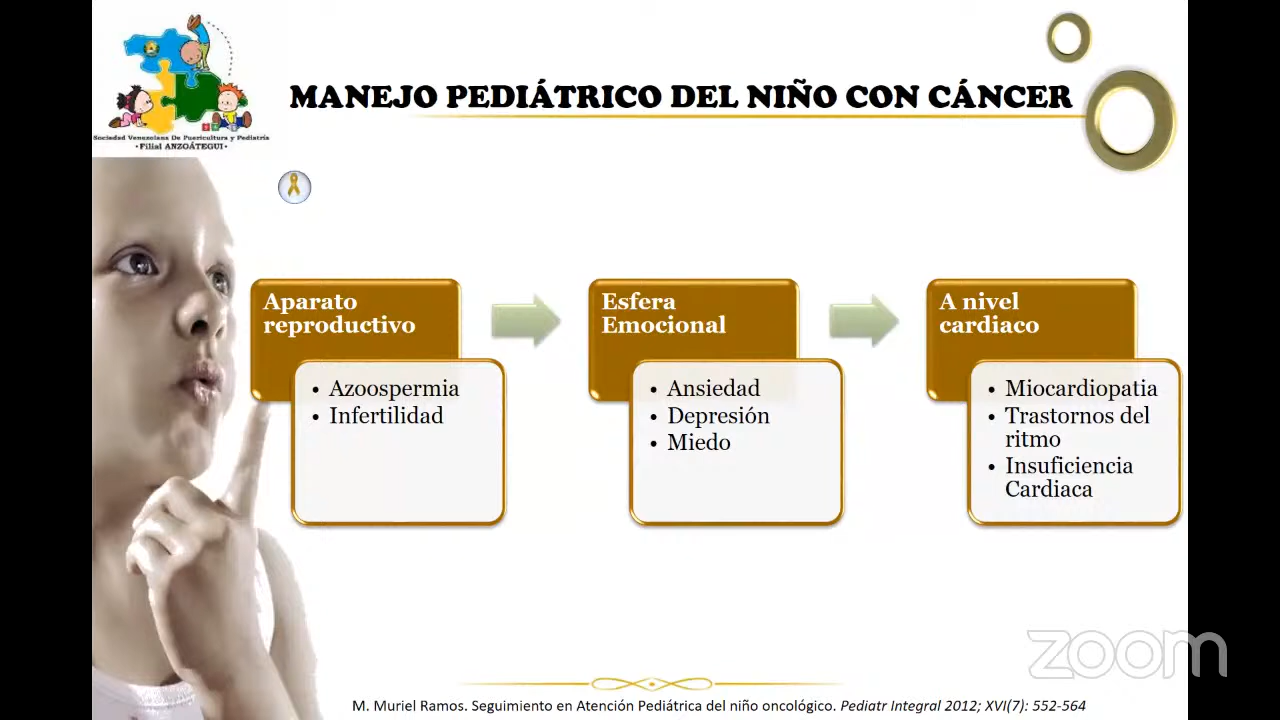 MANEJO PEDIÁTRICO DEL NIÑO CON CÁNCER
Sociedad Venezolana De Puericultura y Pediatría
·Filial ANZOÁTEGUI·
Aparato
reproductivo
• Azoospermia
• Infertilidad
Esfera
Emocional
• Ansiedad
• Depresión
• Miedo
A nivel
cardiaco
• Miocardiopatia
• Trastornos del
ritmo
• Insuficiencia
Cardiaca
zoom
M. Muriel Ramos. Seguimiento en Atención Pediátrica del niño oncológico. Pediatr Integral 2012; XVI(7): 552-564